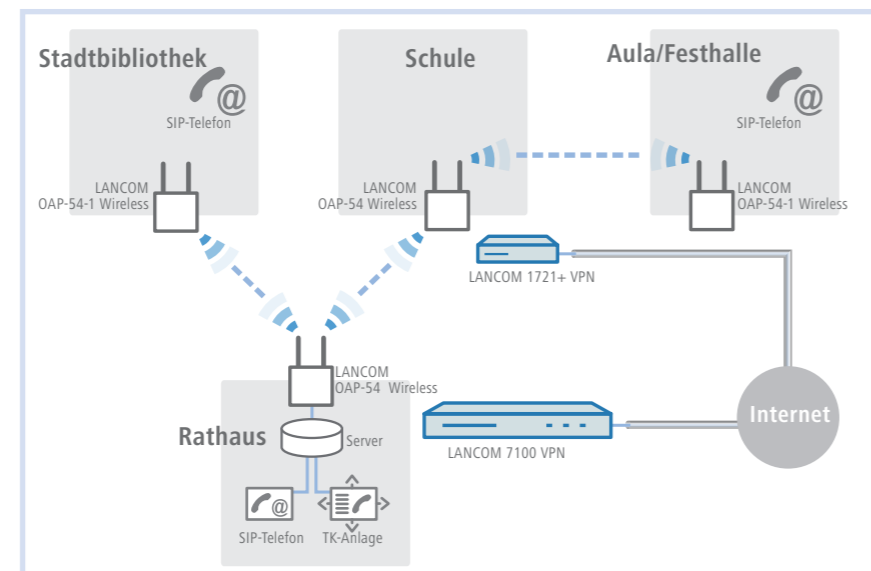 Stadtbibliothek
Schule
Aula/Festhalle
@
SIP-Telefon
@
SIP-Telefon
LANCOM
OAP-54-1 Wireless
LANCOM
OAP-54 Wireless
LANCOM
OAP-54-1 Wireless
LANCOM 1721+ VPN
LANCOM
OAP-54 Wireless
Internet
Rathaus
Server
LANCOM 7100 VPN
@
SIP-Telefon
TK-Anlage